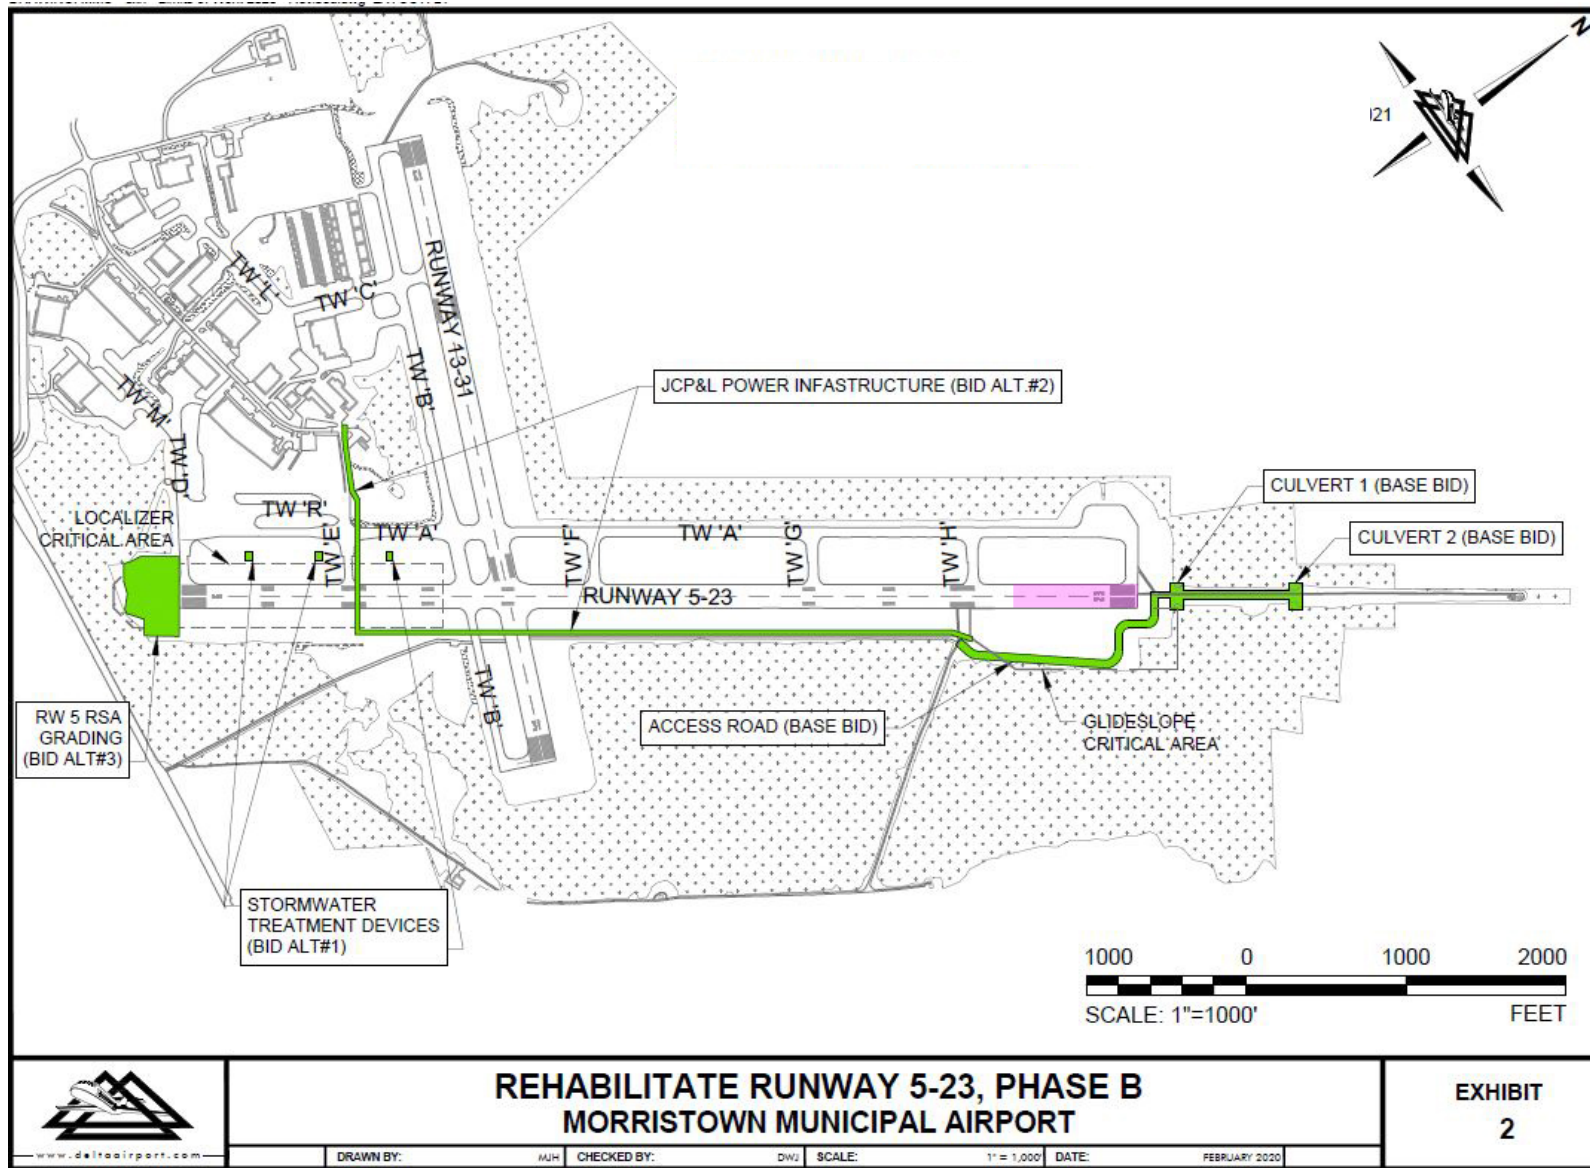 N
021
RUNWAY 13-31
TW 'L'
TW 'C'
TW 'B'
JCP&L POWER INFASTRUCTURE (BID ALT.#2)
TW 'M'
TW 'D'
CULVERT 1 (BASE BID)
LOCALIZER
CRITICAL AREA
TW 'R'
TW 'E'
TW 'A'
TW 'F'
TW 'A'
TW 'G'
TW 'H'
CULVERT 2 (BASE BID)
RUNWAY 5-23
23
TW 'B'
RW 5 RSA
GRADING
(BID ALT#3)
ACCESS ROAD (BASE BID)
GLIDESLOPE
CRITICAL AREA
STORMWATER
TREATMENT DEVICES
(BID ALT#1)
1000 0 1000 2000
SCALE: 1"=1000' FEET
REHABILITATE RUNWAY 5-23, PHASE B
MORRISTOWN MUNICIPAL AIRPORT
EXHIBIT
2
www.deltaairport.com
DRAWN BY: MJH CHECKED BY: DWJ SCALE: 1" = 1,000' DATE: FEBRUARY 2020